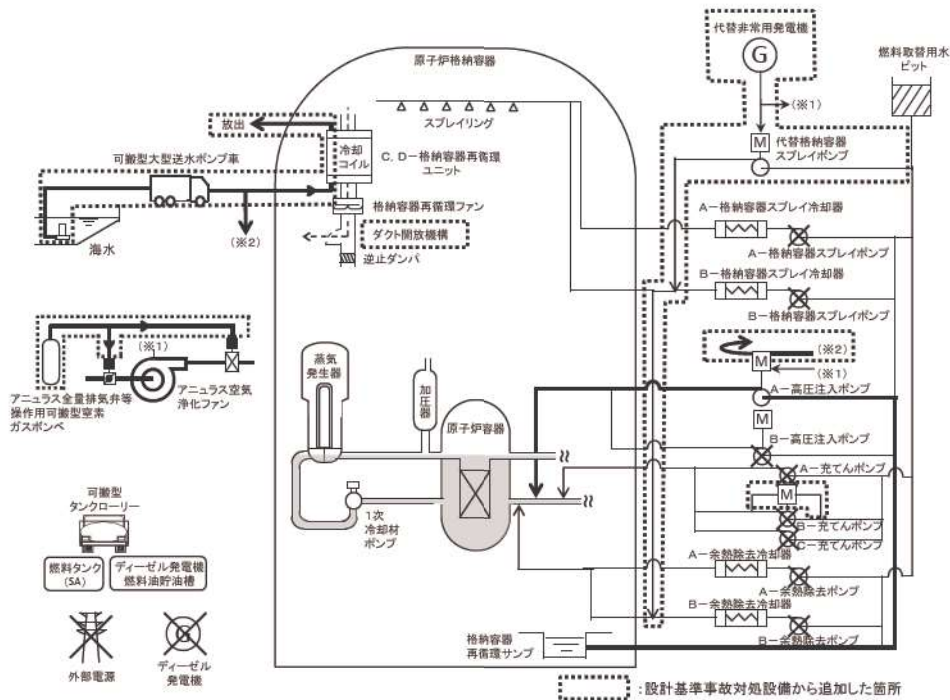 代替非常用発電機
G
燃料取替用水
ピット
原子炉格納容器
(※1)
放出
スプレイリング
M
代替格納容器
スプレイポンプ
冷却
コイル
C,D-格納容器再循環
ユニット
可搬型大型送水ポンプ車
格納容器再循環ファン
A-格納容器スプレイ冷却器
(※2)
ダクト開放機構
海水
逆止ダンパ
A-格納容器スプレイポンプ
B-格納容器スプレイ冷却器
B-格納容器スプレイポンプ
(※1)
(※2)
M
(※1)
蒸気
発生器
加圧器
アニュラス全量排気弁等
操作用可搬型窒素
ガスボンベ
アニュラス空気
浄化ファン
A-高圧注入ポンプ
原子炉容器
M
B-高圧注入ポンプ
A-充てんポンプ
M
可搬型
タンクローリー
1次
冷却材
ポンプ
B-充てんポンプ
C-充てんポンプ
燃料タンク
(SA)
ディーゼル発電機
燃料油貯油槽
A-余熱除去冷却器
A-余熱除去ポンプ
B-余熱除去冷却器
G
外部電源
ディーゼル
発電機
格納容器
再循環サンプ
B-余熱除去ポンプ
:設計基準事故対処設備から追加した箇所